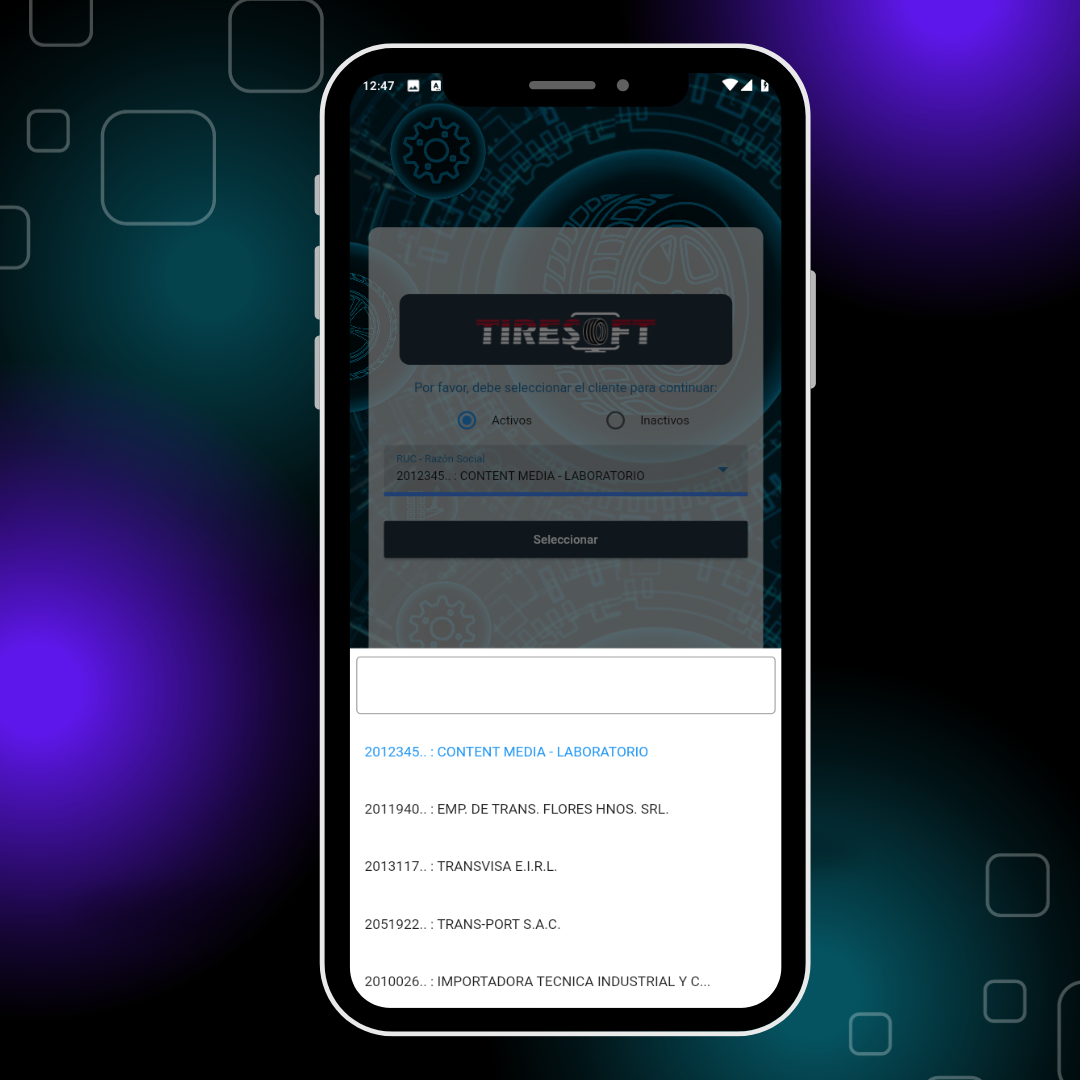 12:47
TIRESOFT
Por favor, debe seleccionar el cliente para continuar:
Activos
Inactivos
RUC - Razón Social
2012345.. : CONTENT MEDIA - LABORATORIO
Seleccionar
2012345.. : CONTENT MEDIA - LABORATORIO
2011940.. : EMP. DE TRANS. FLORES HNOS. SRL.
2013117.. : TRANSVISA E.I.R.L.
2051922.. : TRANS-PORT S.A.C.
2010026.. : IMPORTADORA TECNICA INDUSTRIAL Y C...